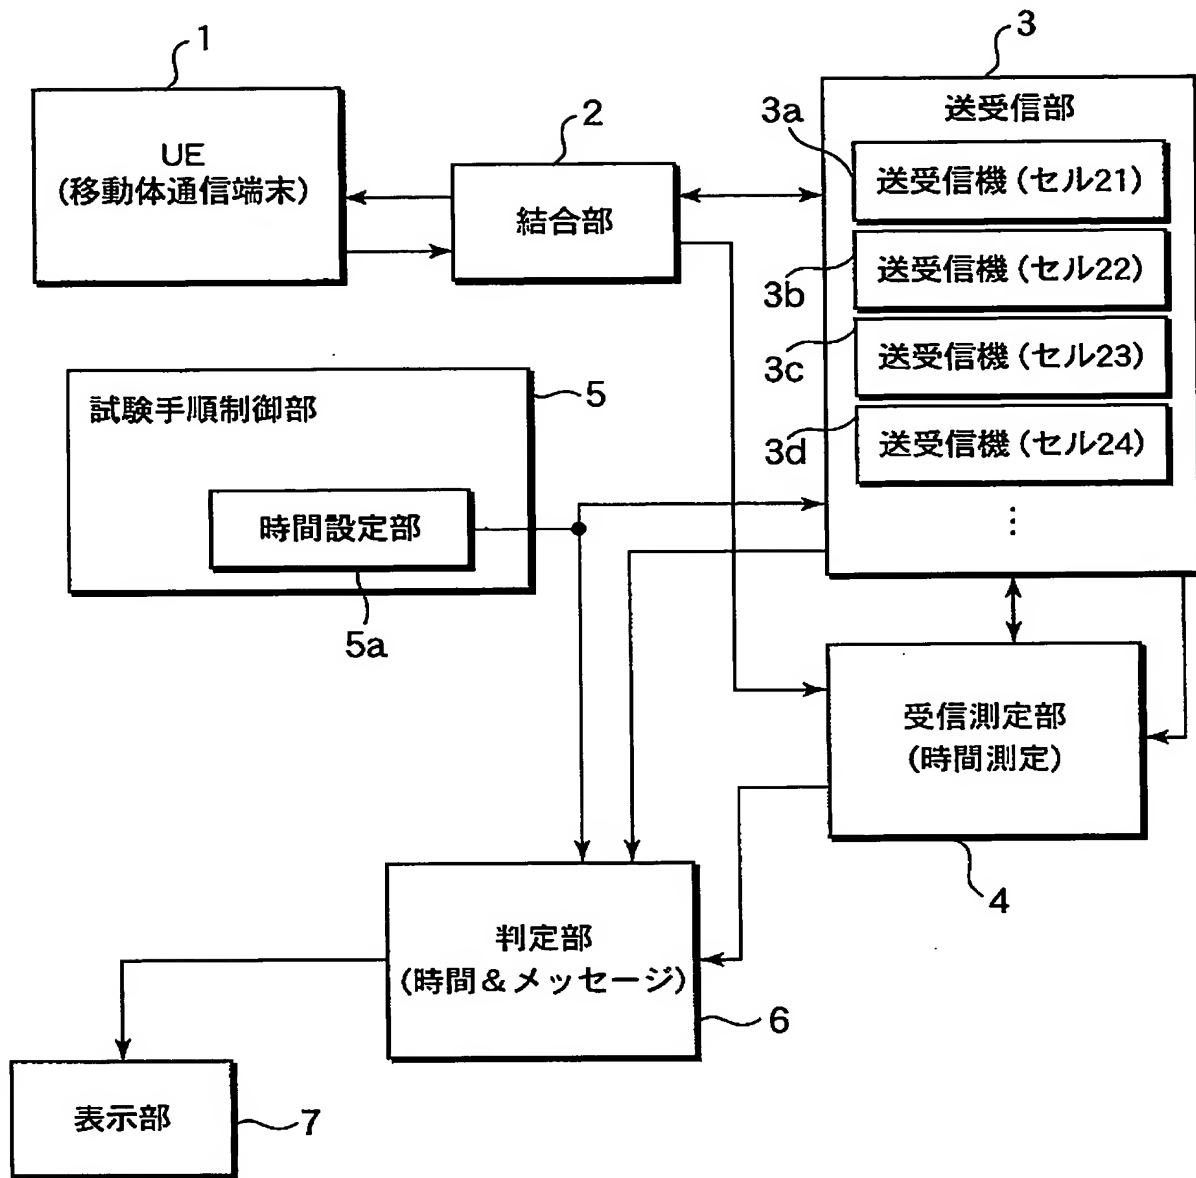 1
UE
(移動体通信端末)
2
結合部
3
送受信部
3a
送受信機(セル21)
3b
送受信機(セル22)
3c
送受信機(セル23)
3d
送受信機(セル24)
⋮
試験手順制御部
5
時間設定部
5a
受信測定部
(時間測定)
4
判定部
(時間&メッセージ)
6
表示部
7